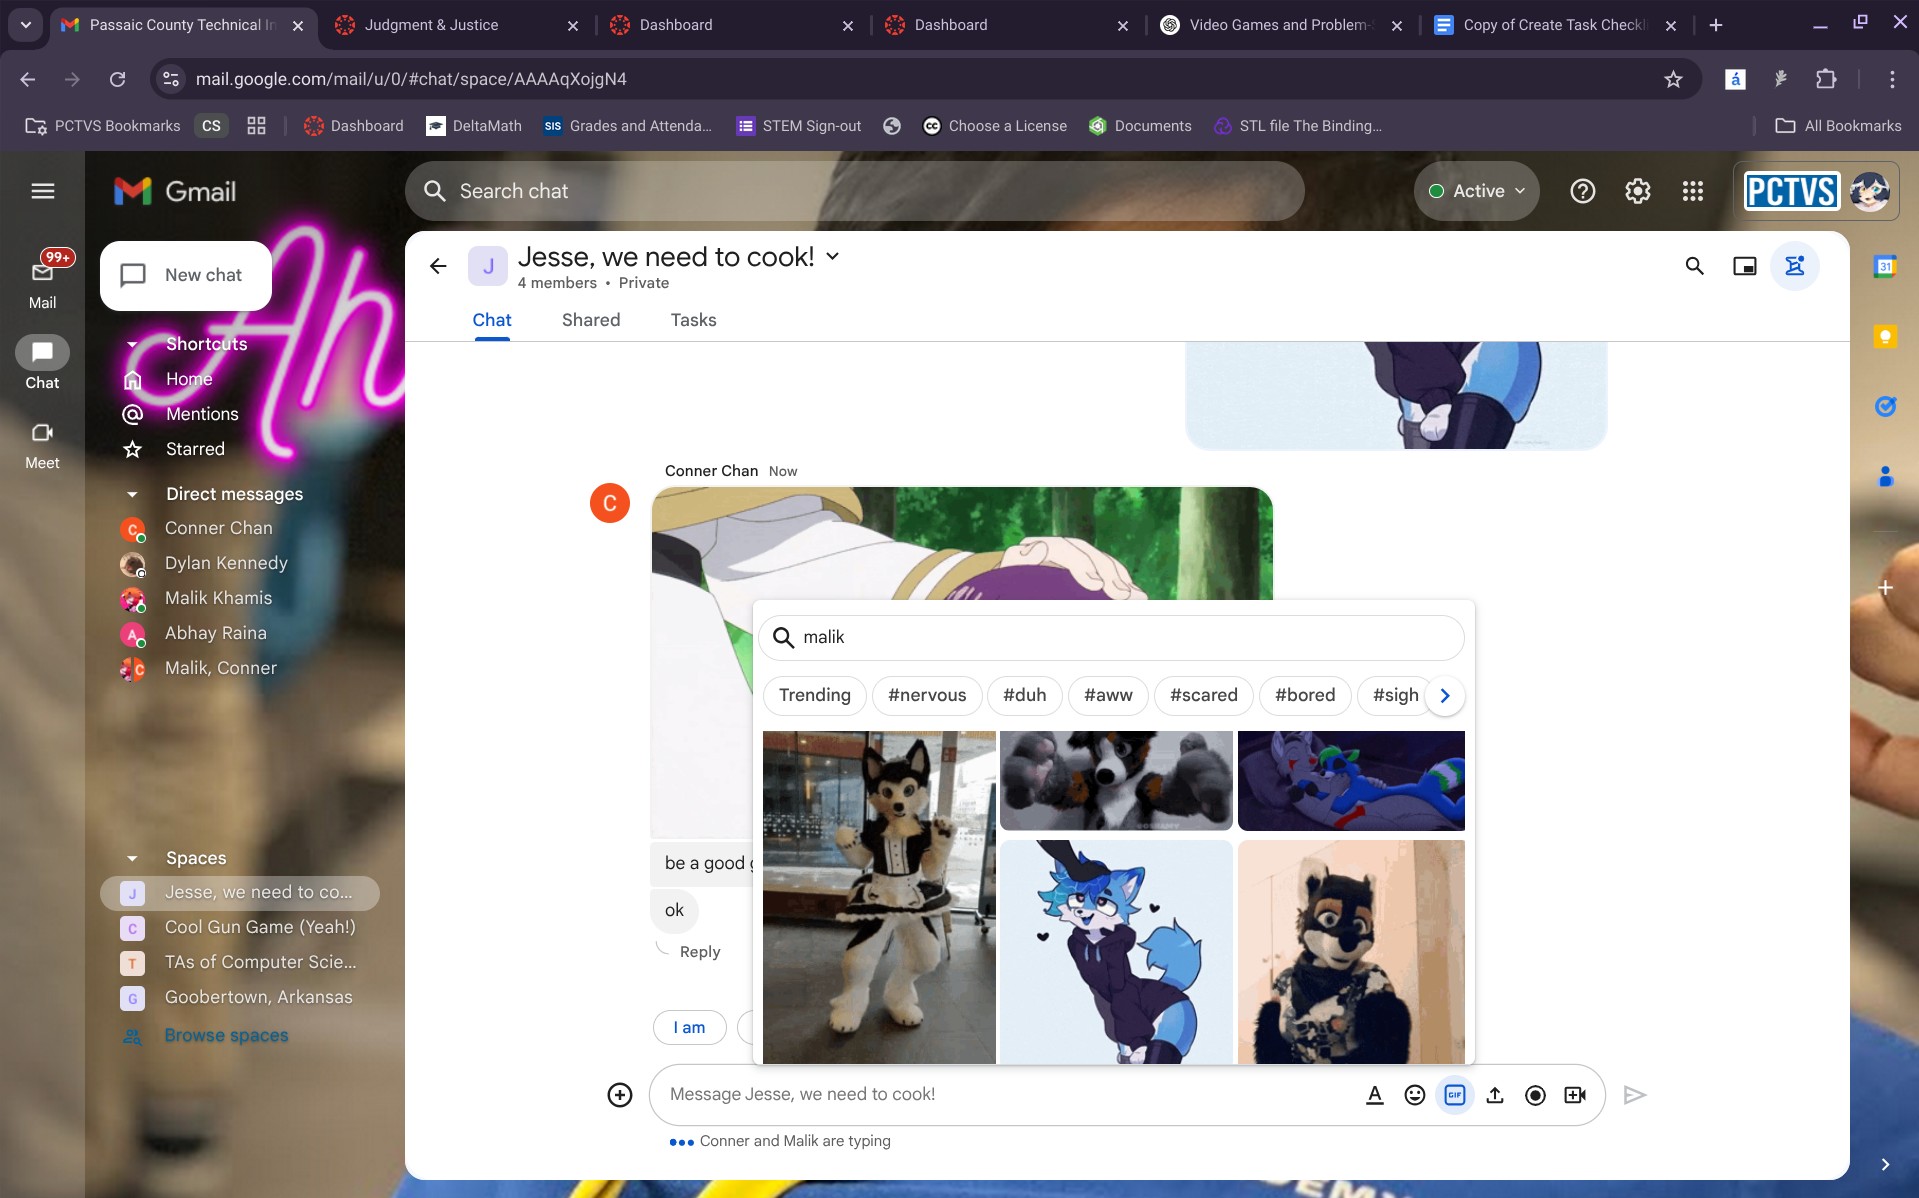 Passaic County Technical In
Judgment & Justice
Dashboard
Dashboard
Video Games and Problem-S
Copy of Create Task Checkli
mail.google.com/mail/u/0/#chat/space/AAAAqXojgN4
PCTVS Bookmarks
CS
Dashboard
DeltaMath
SIS
Grades and Attenda...
STEM Sign-out
cc
Choose a License
Documents
STL file The Binding...
All Bookmarks
Gmail
Search chat
Active
PCTVS
99+
Mail
Chat
Meet
New chat
Ah
Shortcuts
Home
Mentions
Starred
Direct messages
C
Conner Chan
Dylan Kennedy
Malik Khamis
A
Abhay Raina
C
Malik, Conner
Spaces
J
Jesse, we need to co...
C
Cool Gun Game (Yeah!)
T
TAs of Computer Scie...
G
Goobertown, Arkansas
Browse spaces
J
Jesse, we need to cook!
4 members • Private
Chat
Shared
Tasks
31
Conner Chan Now
C
malik
Trending
#nervous
#duh
#aww
#scared
#bored
#sigh
be a good g
ok
Reply
I am
Message Jesse, we need to cook!
A
GIF
Conner and Malik are typing